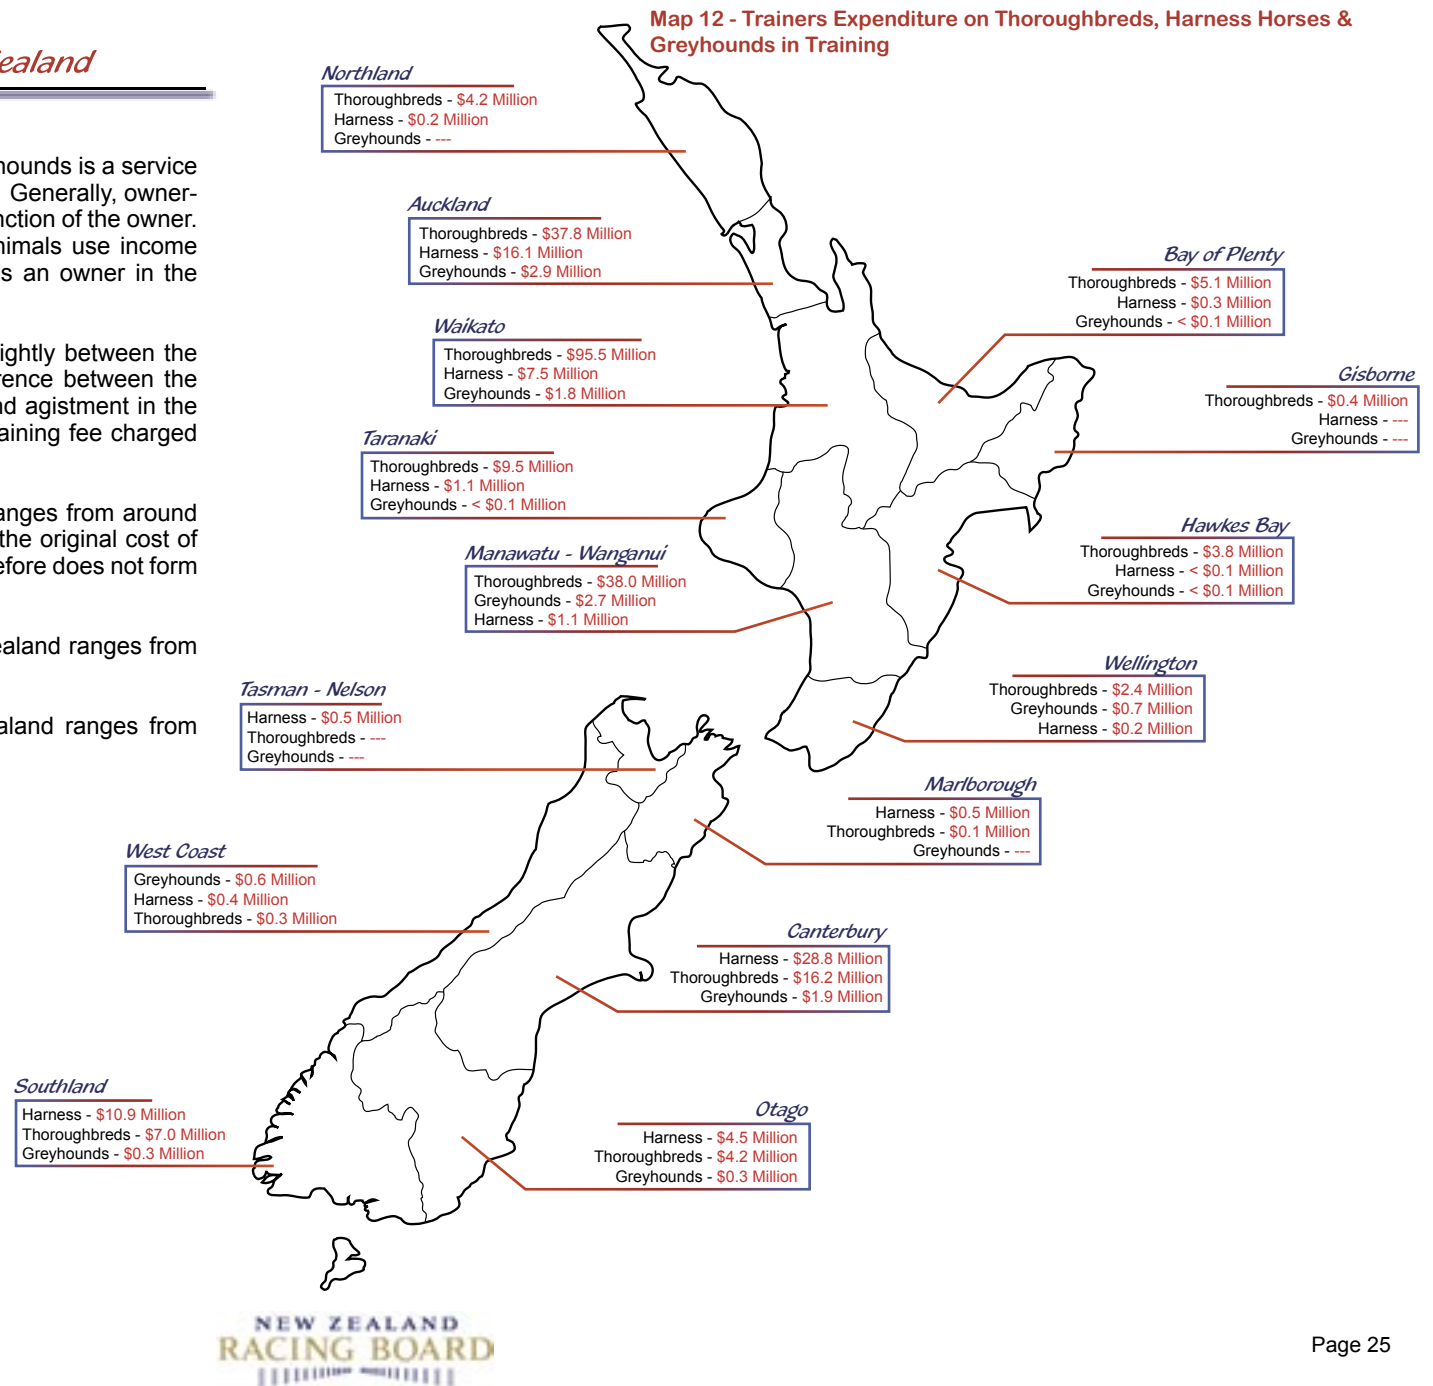 Map 12 - Trainers Expenditure on Thoroughbreds, Harness Horses &
Greyhounds in Training
ealand
hounds is a service
Generally, owner-
nction of the owner.
nimals use income
s an owner in the
ightly between the
rence between the
nd agistment in the
aining fee charged
anges from around
the original cost of
efore does not form
ealand ranges from
aland ranges from
Northland
Thoroughbreds - $4.2 Million
Harness - $0.2 Million
Greyhounds - ---
Auckland
Thoroughbreds - $37.8 Million
Harness - $16.1 Million
Greyhounds - $2.9 Million
Bay of Plenty
Thoroughbreds - $5.1 Million
Harness - $0.3 Million
Greyhounds - < $0.1 Million
Waikato
Thoroughbreds - $95.5 Million
Harness - $7.5 Million
Greyhounds - $1.8 Million
Gisborne
Thoroughbreds - $0.4 Million
Harness - ---
Greyhounds - ---
Taranaki
Thoroughbreds - $9.5 Million
Harness - $1.1 Million
Greyhounds - < $0.1 Million
Hawkes Bay
Thoroughbreds - $3.8 Million
Harness - < $0.1 Million
Greyhounds - < $0.1 Million
Manawatu - Wanganui
Thoroughbreds - $38.0 Million
Greyhounds - $2.7 Million
Harness - $1.1 Million
Wellington
Thoroughbreds - $2.4 Million
Greyhounds - $0.7 Million
Harness - $0.2 Million
Tasman - Nelson
Harness - $0.5 Million
Thoroughbreds - ---
Greyhounds - ---
Marlborough
Harness - $0.5 Million
Thoroughbreds - $0.1 Million
Greyhounds - ---
West Coast
Greyhounds - $0.6 Million
Harness - $0.4 Million
Thoroughbreds - $0.3 Million
Canterbury
Harness - $28.8 Million
Thoroughbreds - $16.2 Million
Greyhounds - $1.9 Million
Southland
Harness - $10.9 Million
Thoroughbreds - $7.0 Million
Greyhounds - $0.3 Million
Otago
Harness - $4.5 Million
Thoroughbreds - $4.2 Million
Greyhounds - $0.3 Million
NEW ZEALAND
RACING BOARD
Page 25